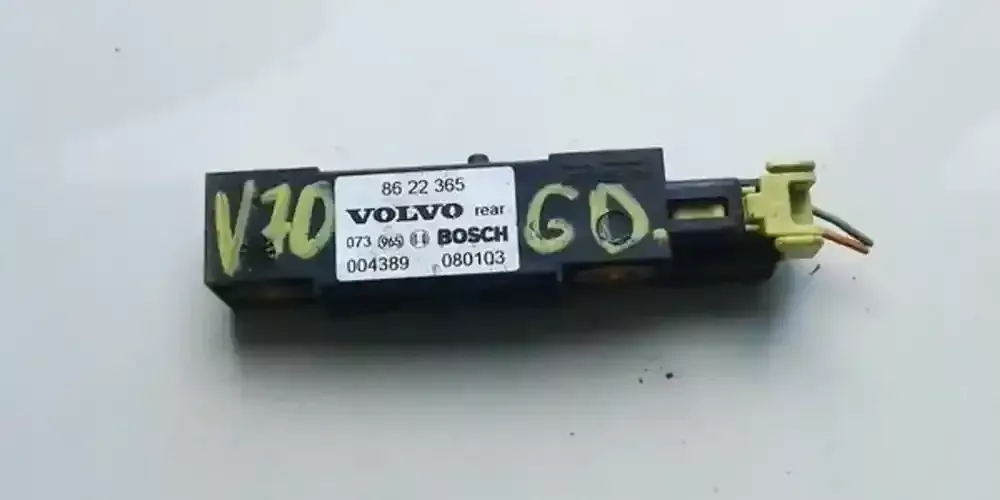 V70
86 22 365
VOLVO rear
073 965 BOSCH
004389 080103
GD.